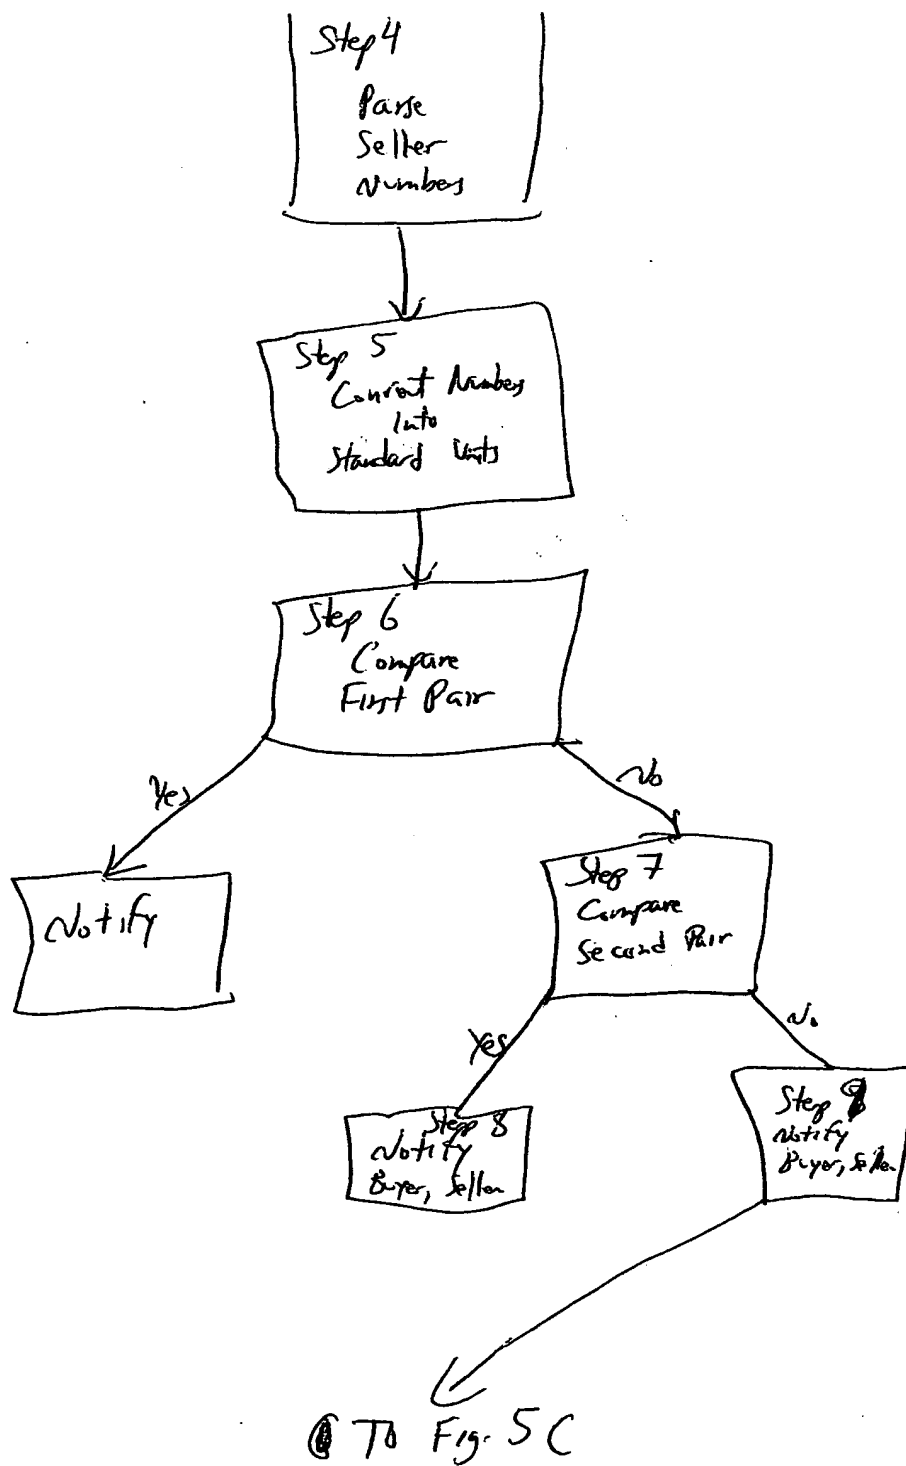 Step 4
Parse
Seller
Numbers
Step 5
Convert Numbers
Into
Standard Units
Step 6
Compare
First Pair
Yes
No
Notify
Step 7
Compare
Second Pair
Yes
No
Step 8
Notify
Buyer, Seller
Step 9
Notify
Buyer, Seller
To Fig. 5C